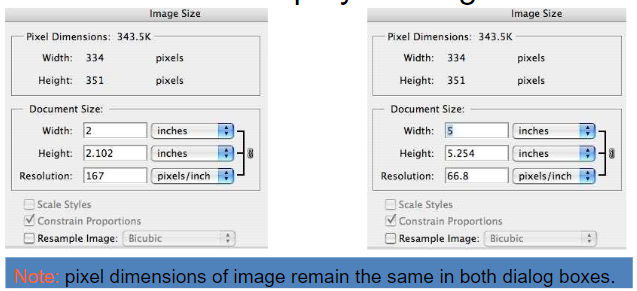 Image Size
Pixel Dimensions: 343.5K
Width: 334 pixels
Height: 351 pixels
Document Size:
Width: 2 inches
Height: 2.102 inches
Resolution: 167 pixels/inch
Scale Styles
Constrain Proportions
Resample Image: Bicubic
Image Size
Pixel Dimensions: 343.5K
Width: 334 pixels
Height: 351 pixels
Document Size:
Width: 5 inches
Height: 5.254 inches
Resolution: 66.8 pixels/inch
Scale Styles
Constrain Proportions
Resample Image: Bicubic
Note: pixel dimensions of image remain the same in both dialog boxes.